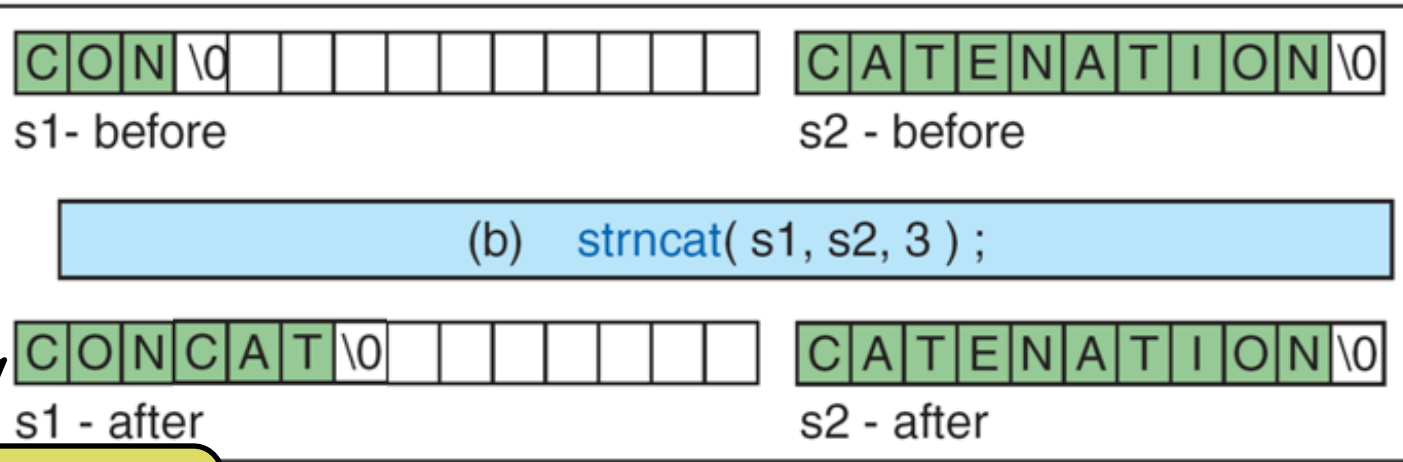 CON\0 CATENATION\0
s1- before s2 - before
(b) strncat( s1, s2, 3 ) ;
CONCAT\0 CATENATION\0
s1 - after s2 - after